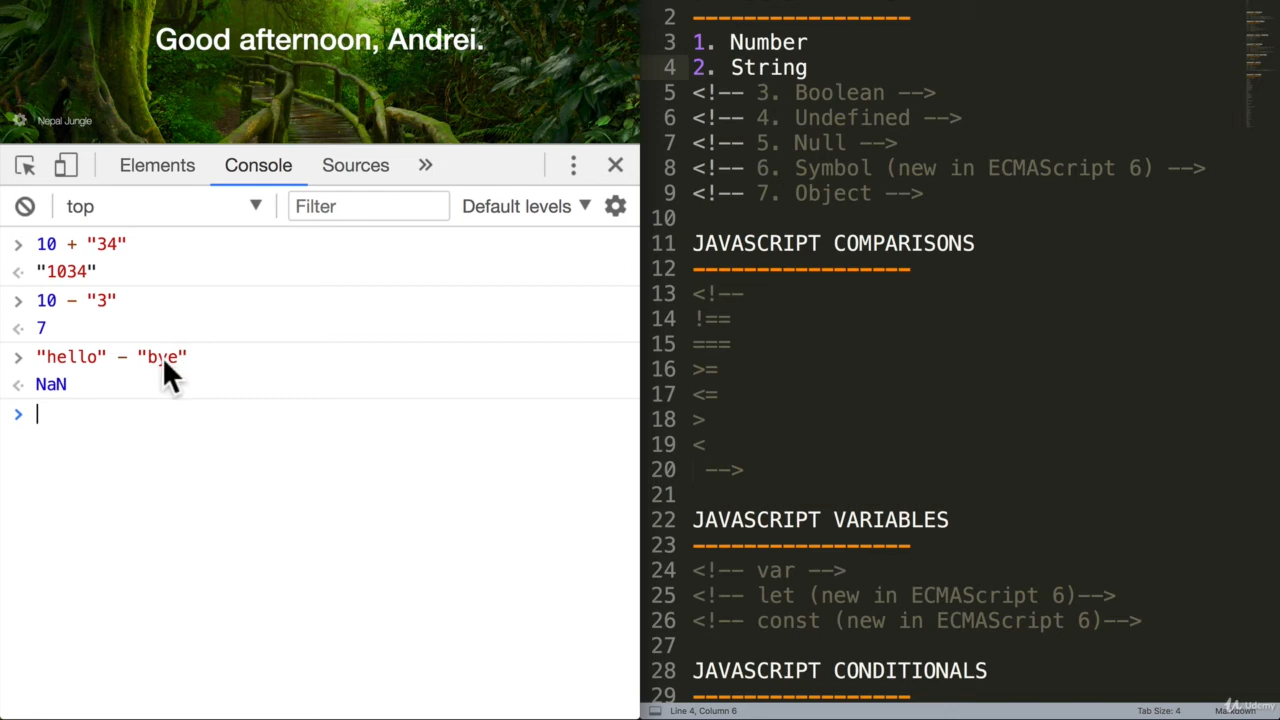 Good afternoon, Andrei.
Nepal Jungle
Elements Console Sources »
top Filter Default levels
> 10 + "34"
< "1034"
10 - "3"
7
"hello" - "bye"
NaN
>
2 -----------------
3 1. Number
4 2. String
5 <!-- 3. Boolean -->
6 <!-- 4. Undefined -->
7 <!-- 5. Null -->
8 <!-- 6. Symbol (new in ECMAScript 6) -->
9 <!-- 7. Object -->
10
11 JAVASCRIPT COMPARISONS
12 -----------------
13 <!--
14 !==
15 ===
16 >=
17 <=
18 >
19 <
20 -->
21
22 JAVASCRIPT VARIABLES
23 -----------------
24 <!-- var -->
25 <!-- let (new in ECMAScript 6)-->
26 <!-- const (new in ECMAScript 6)-->
27
28 JAVASCRIPT CONDITIONALS
29 -----------------
Line 4, Column 6 Tab Size: 4 Markdown
Udemy